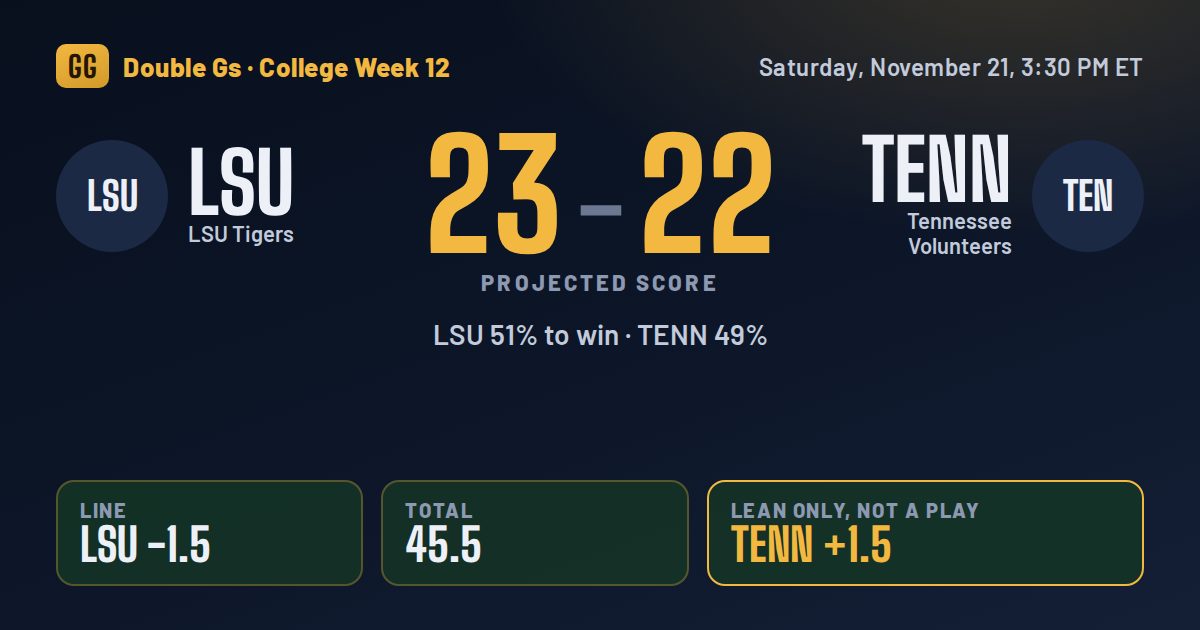 GG Double Gs · College Week 12
Saturday, November 21, 3:30 PM ET
LSU
LSU
LSU Tigers
23 – 22
PROJECTED SCORE
LSU 51% to win · TENN 49%
TENN
Tennessee
Volunteers
TEN
LINE
LSU −1.5
TOTAL
45.5
LEAN ONLY, NOT A PLAY
TENN +1.5